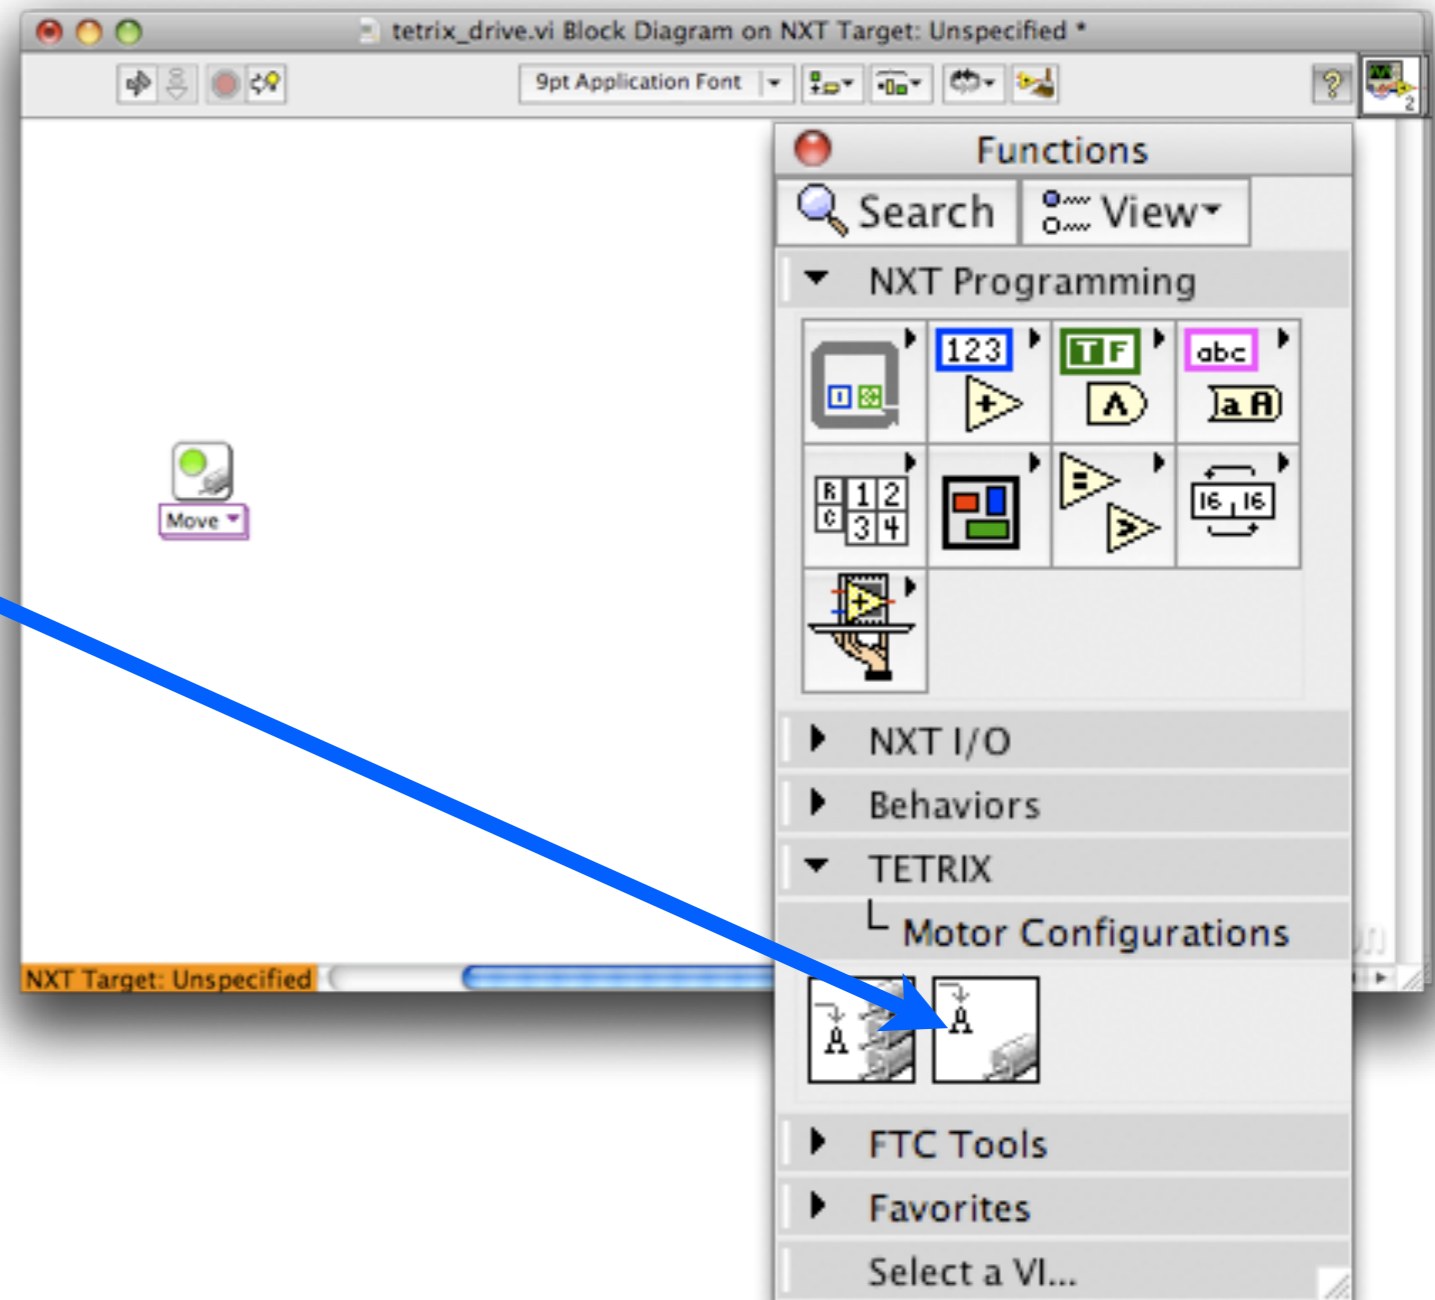 tetrix_drive.vi Block Diagram on NXT Target: Unspecified *
9pt Application Font
?
2
Functions
Search View
NXT Programming
123
T F
abc
+
Λ
a A
R 1 2
C 3 4
=
>
16 16
+
Move
NXT I/O
Behaviors
TETRIX
Motor Configurations
NXT Target: Unspecified
A
A
FTC Tools
Favorites
Select a VI...